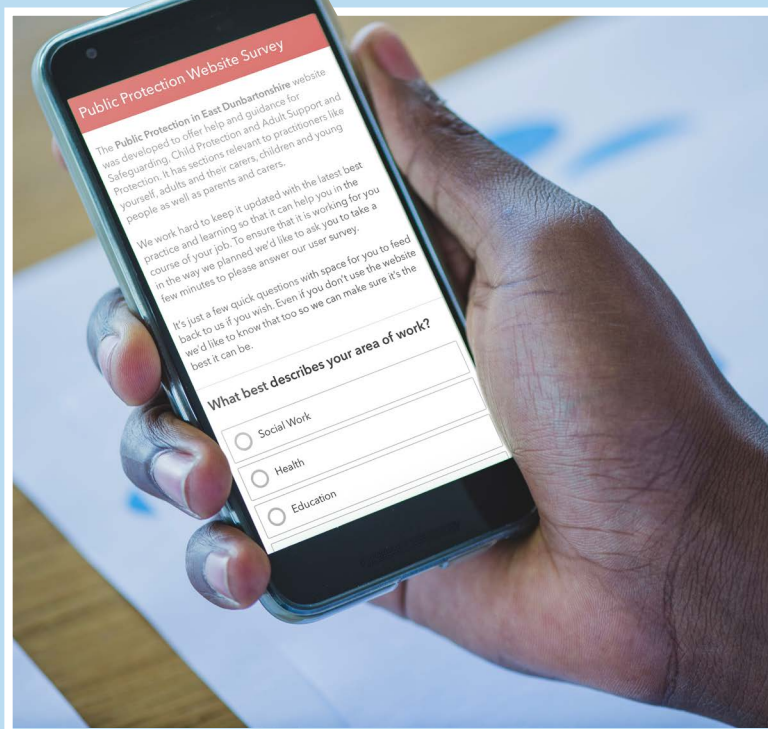 Public Protection Website Survey
The Public Protection in East Dunbartonshire website
was developed to offer help and guidance for
Safeguarding, Child Protection and Adult Support and
Protection. It has sections relevant to practitioners like
yourself, adults and their carers, children and young
people as well as parents and carers.
We work hard to keep it updated with the latest best
practice and learning so that it can help you in the
course of your job. To ensure that it is working for you
in the way we planned we'd like to ask you to take a
few minutes to please answer our user survey.
It's just a few quick questions with space for you to feed
back to us if you wish. Even if you don't use the website
we'd like to know that too so we can make sure it's the
best it can be.
What best describes your area of work?
Social Work
Health
Education